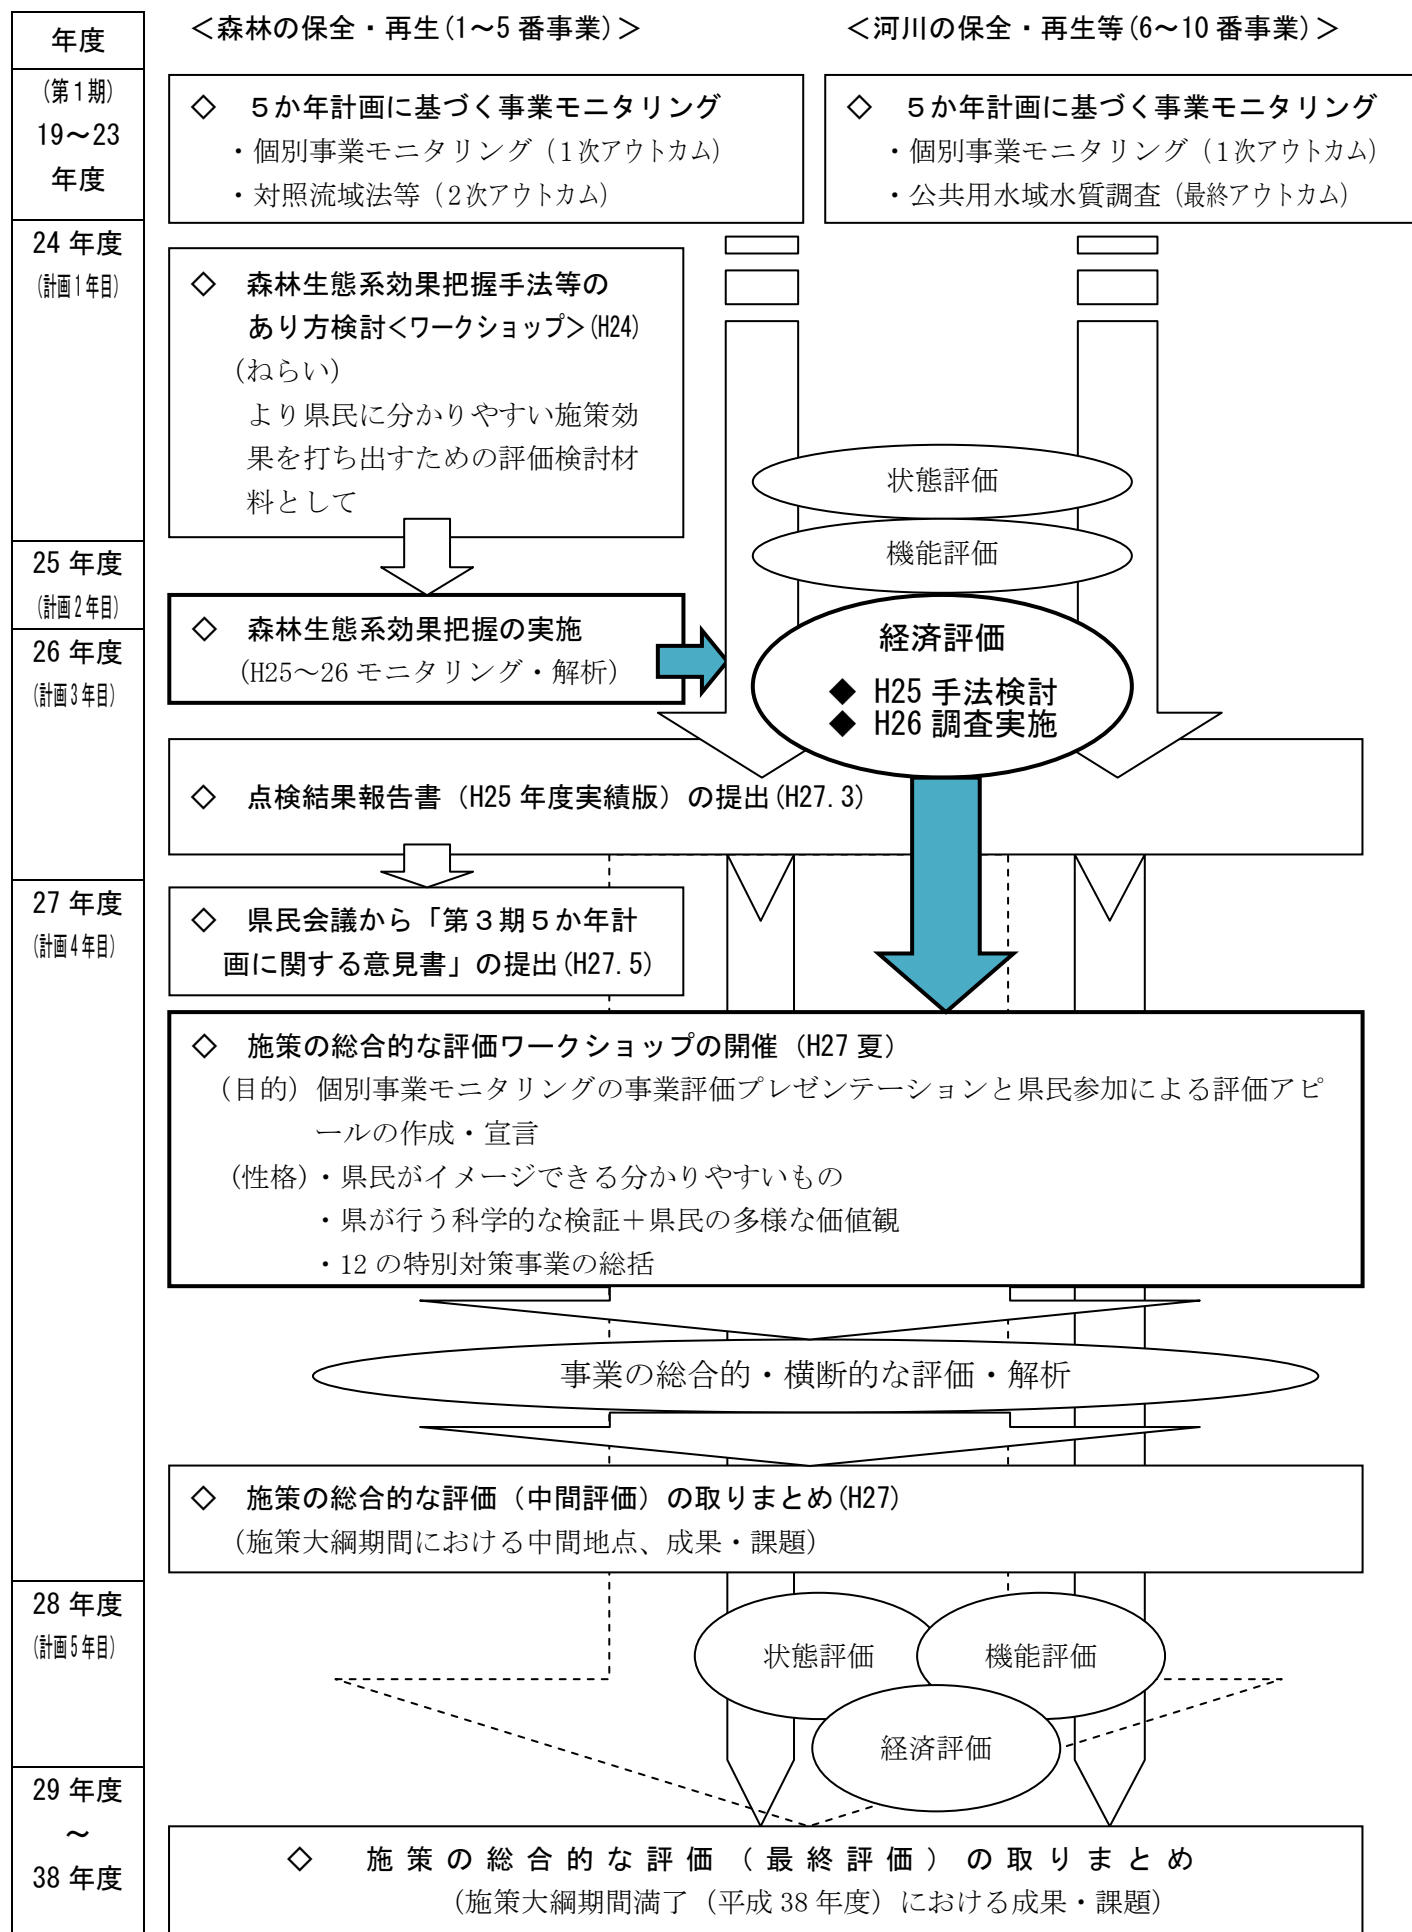 年度
＜森林の保全・再生(1～5 番事業)＞
＜河川の保全・再生等(6～10 番事業)＞
(第１期)
19～23
年度
◇　５か年計画に基づく事業モニタリング
・個別事業モニタリング（1次アウトカム）
・対照流域法等（2次アウトカム）
◇　５か年計画に基づく事業モニタリング
・個別事業モニタリング（1次アウトカム）
・公共用水域水質調査（最終アウトカム）
24 年度
(計画１年目)
◇　森林生態系効果把握手法等の
あり方検討＜ワークショップ＞(H24)
（ねらい）
より県民に分かりやすい施策効
果を打ち出すための評価検討材
料として
状態評価
機能評価
25 年度
(計画２年目)
◇　森林生態系効果把握の実施
（H25～26 モニタリング・解析）
経済評価
◆ H25 手法検討
◆ H26 調査実施
26 年度
(計画３年目)
◇　点検結果報告書（H25 年度実績版）の提出(H27.3)
27 年度
(計画４年目)
◇　県民会議から「第３期５か年計
画に関する意見書」の提出(H27.5)
◇　施策の総合的な評価ワークショップの開催（H27 夏）
（目的）個別事業モニタリングの事業評価プレゼンテーションと県民参加による評価アピ
ールの作成・宣言
（性格）・県民がイメージできる分かりやすいもの
・県が行う科学的な検証＋県民の多様な価値観
・12 の特別対策事業の総括
事業の総合的・横断的な評価・解析
◇　施策の総合的な評価（中間評価）の取りまとめ(H27)
（施策大綱期間における中間地点、成果・課題）
28 年度
(計画５年目)
状態評価
機能評価
経済評価
29 年度
～
38 年度
◇　施策の総合的な評価（最終評価）の取りまとめ
（施策大綱期間満了（平成 38 年度）における成果・課題）